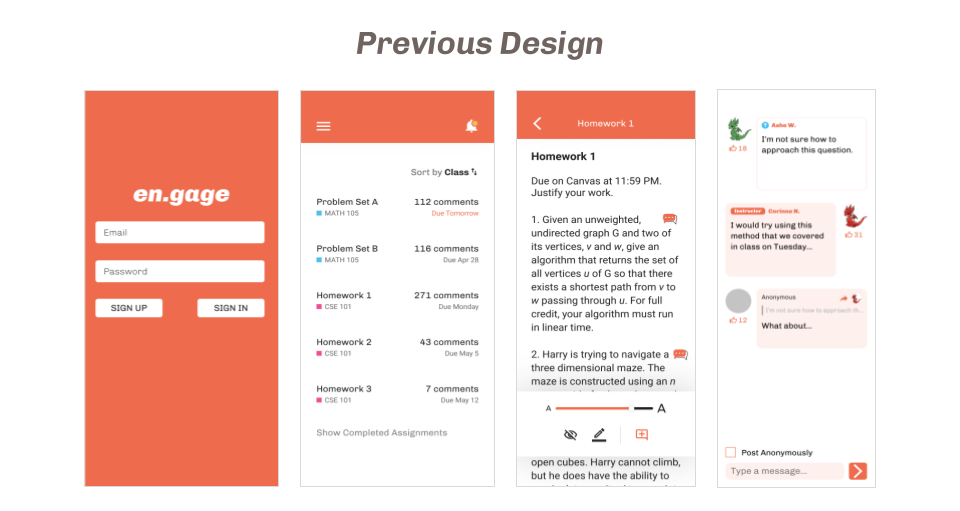 Previous Design
en.gage
Email
Password
SIGN UP
SIGN IN
Sort by Class
Problem Set A 112 comments
MATH 105 Due Tomorrow
Problem Set B 116 comments
MATH 105 Due Apr 28
Homework 1 271 comments
CSE 101 Due Monday
Homework 2 43 comments
CSE 101 Due May 5
Homework 3 7 comments
CSE 101 Due May 12
Show Completed Assignments
Homework 1
Homework 1
Due on Canvas at 11:59 PM.
Justify your work.
1. Given an unweighted,
undirected graph G and two of
its vertices, v and w, give an
algorithm that returns the set of
all vertices u of G so that there
exists a shortest path from v to
w passing through u. For full
credit, your algorithm must run
in linear time.
2. Harry is trying to navigate a
three dimensional maze. The
maze is constructed using an n
A A
open cubes. Harry cannot climb,
but he does have the ability to
Asha W.
I'm not sure how to
approach this question.
18
Instructor Corinne K.
I would try using this
method that we covered
in class on Tuesday...
31
Anonymous
I'm not sure how to approach th...
What about...
12
Post Anonymously
Type a message...